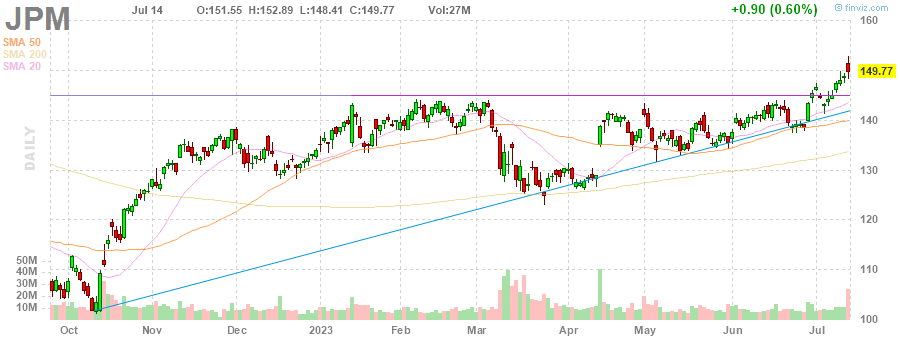 JPM Jul 14 O:151.55 H:152.89 L:148.41 C:149.77 Vol:27M +0.90 (0.60%) © finviz.com
SMA 50
SMA 200
SMA 20
DAILY
160
149.77
140
130
120
110
100
50M
40M
30M
20M
10M
Oct Nov Dec 2023 Feb Mar Apr May Jun Jul